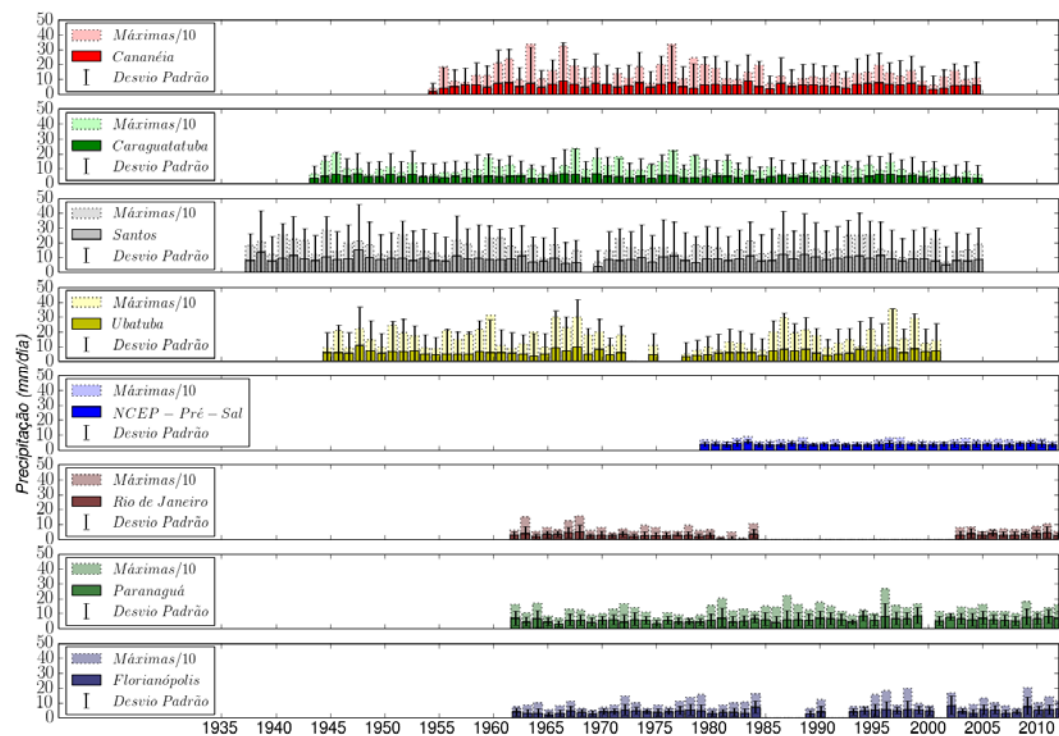 Precipitação (mm/dia)
50
40
30
20
10
0
Máximas/10
Cananéia
Desvio Padrão
50
40
30
20
10
0
Máximas/10
Caraguatatuba
Desvio Padrão
50
40
30
20
10
0
Máximas/10
Santos
Desvio Padrão
50
40
30
20
10
0
Máximas/10
Ubatuba
Desvio Padrão
50
40
30
20
10
0
Máximas/10
NCEP - Pré - Sal
Desvio Padrão
50
40
30
20
10
0
Máximas/10
Rio de Janeiro
Desvio Padrão
50
40
30
20
10
0
Máximas/10
Paranaguá
Desvio Padrão
50
40
30
20
10
0
Máximas/10
Florianópolis
Desvio Padrão
1935 1940 1945 1950 1955 1960 1965 1970 1975 1980 1985 1990 1995 2000 2005 2010